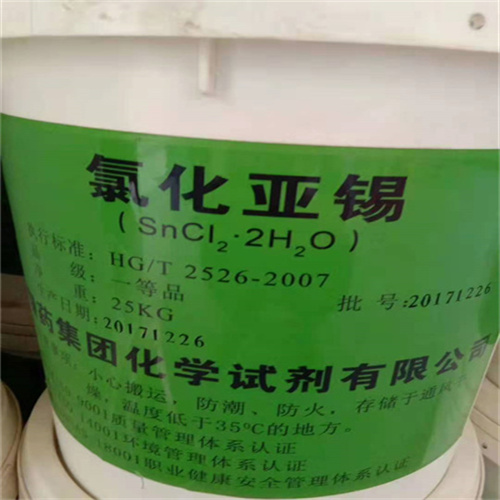 氯化亚锡
(SnCl₂·2H₂O)
执行标准: HG/T 2526-2007
级: 一等品
净重: 25KG 批号:20171226
生产日期: 20171226
药集团化学试剂有限公司
事项: 小心搬运, 防潮、防火, 存储于通风
燥, 温度低于35℃的地方。
9001质量管理体系认证
14001环境管理体系认证
18001职业健康安全管理体系认证